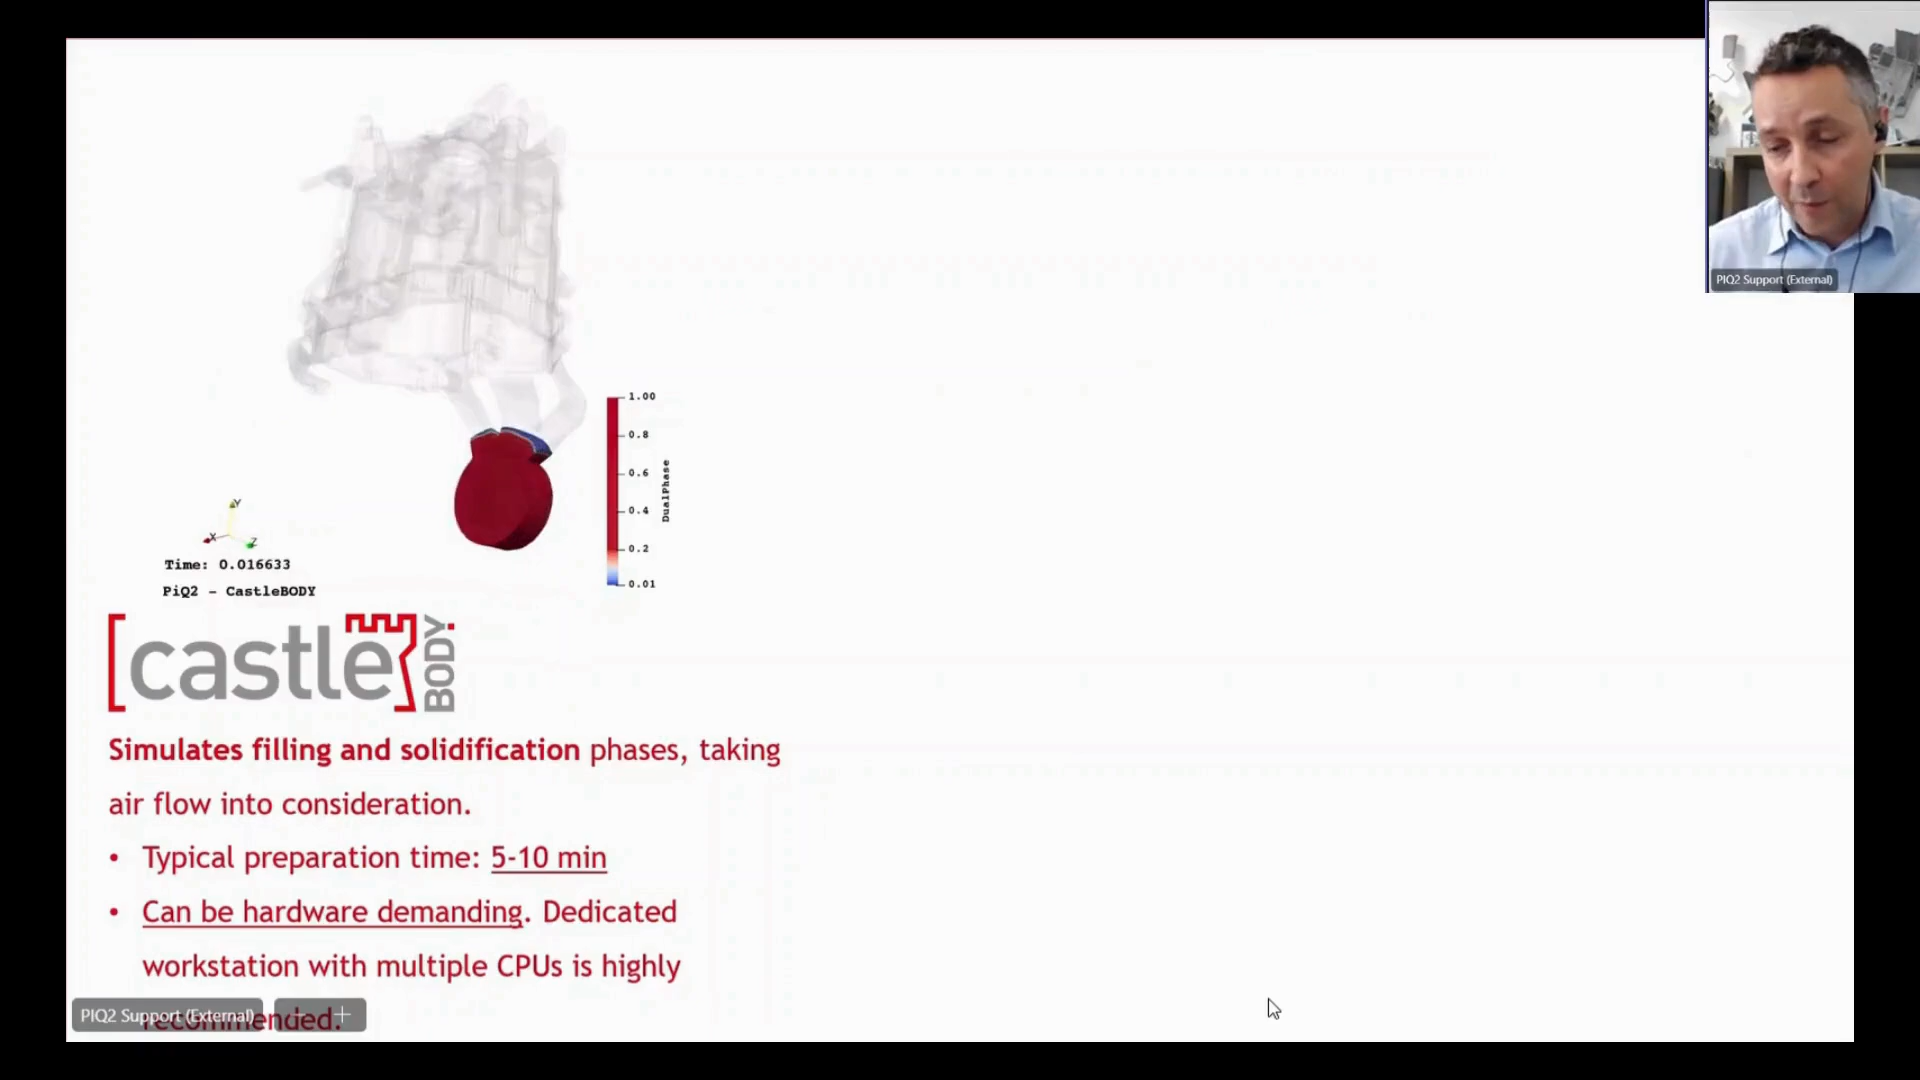 PIQ2 Support (External)
1.00
0.8
0.6
0.4
0.2
0.01
DualPhase
Y
X
Z
Time: 0.016633
PiQ2 - CastleBODY
[castle] BODY
Simulates filling and solidification phases, taking
air flow into consideration.
• Typical preparation time: 5-10 min
• Can be hardware demanding. Dedicated
workstation with multiple CPUs is highly
recommended.
PIQ2 Support (External)